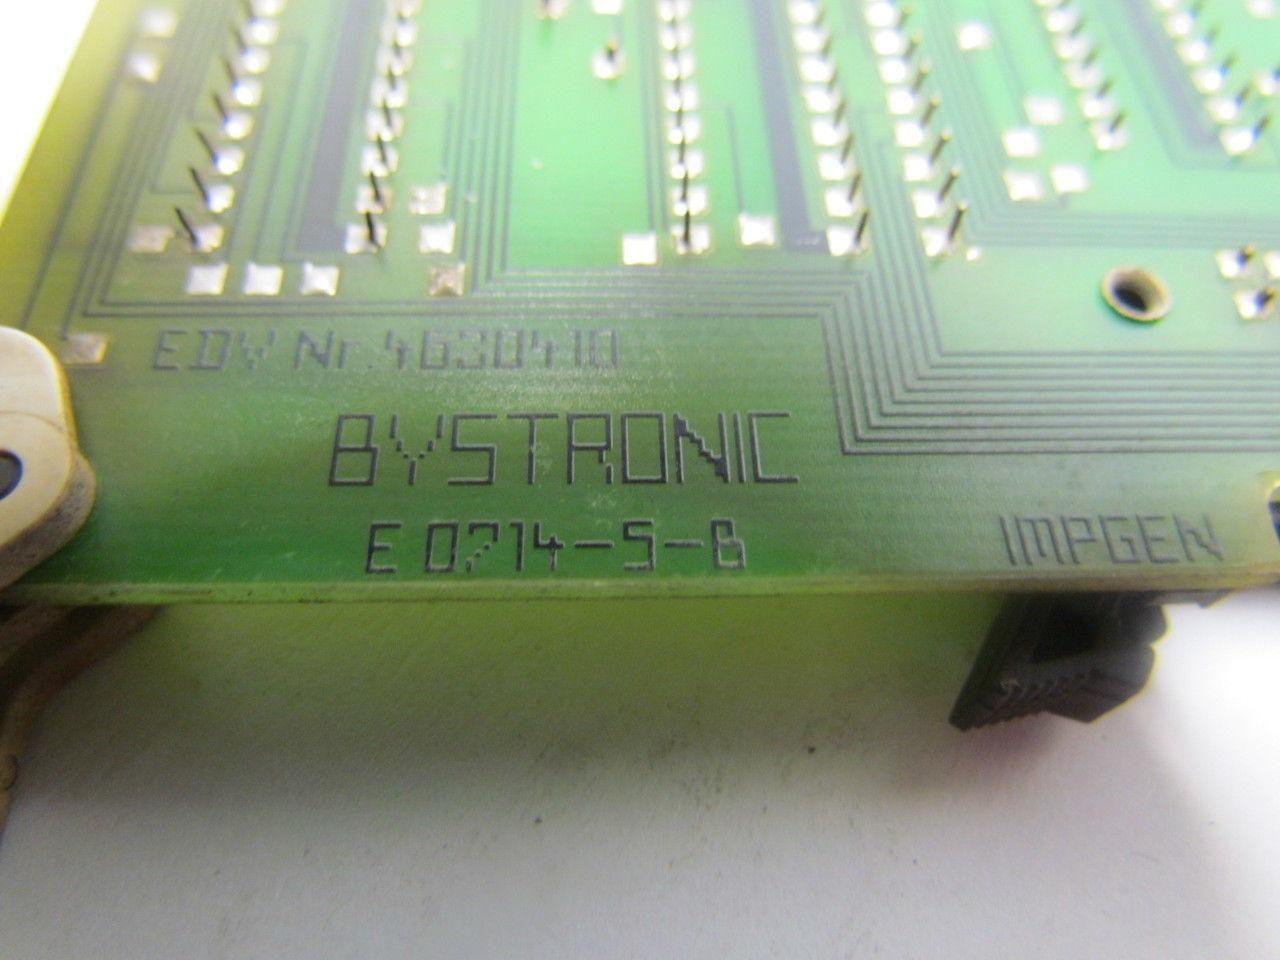 EDV Nr. 4630410
BYSTRONIC
E 0714-5-B
IMPGEN